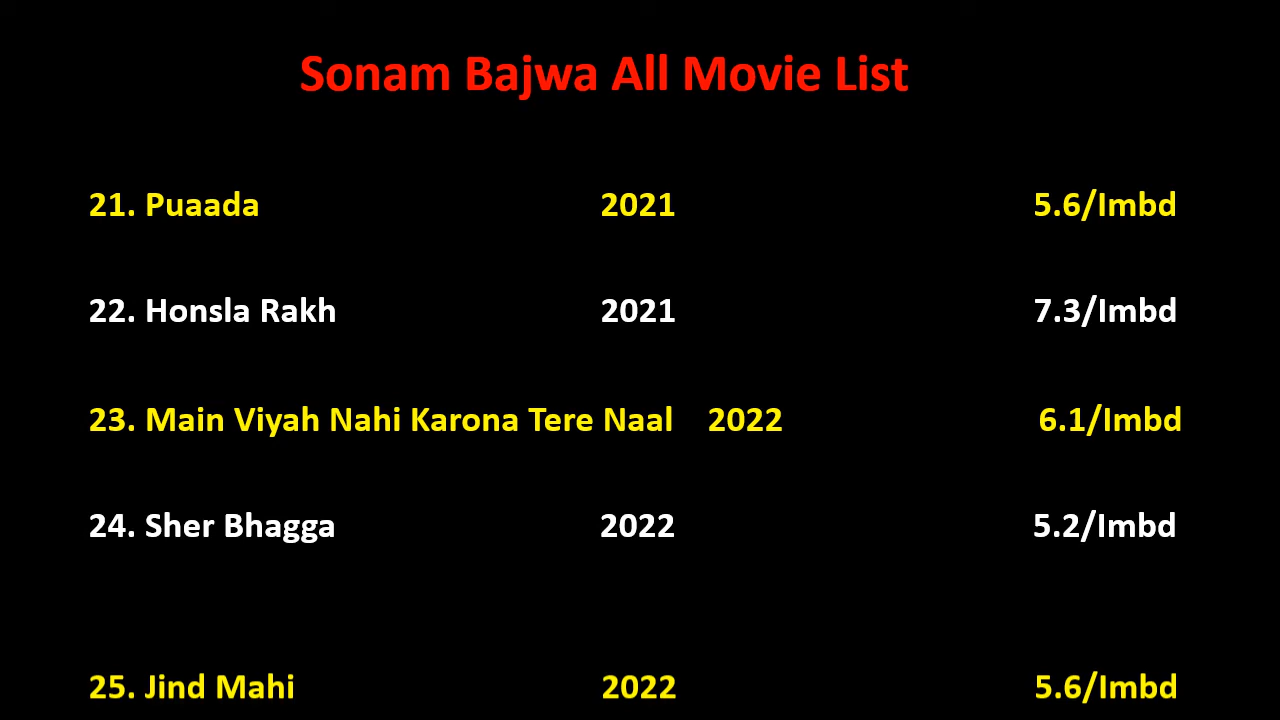 Sonam Bajwa All Movie List
21. Puaada 2021 5.6/Imbd
22. Honsla Rakh 2021 7.3/Imbd
23. Main Viyah Nahi Karona Tere Naal 2022 6.1/Imbd
24. Sher Bhagga 2022 5.2/Imbd
25. Jind Mahi 2022 5.6/Imbd